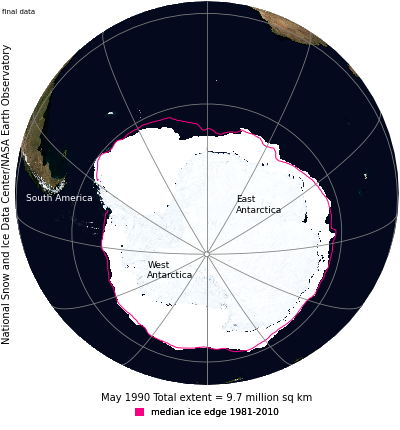 final data
National Snow and Ice Data Center/NASA Earth Observatory
South America
East
Antarctica
West
Antarctica
May 1990 Total extent = 9.7 million sq km
median ice edge 1981-2010